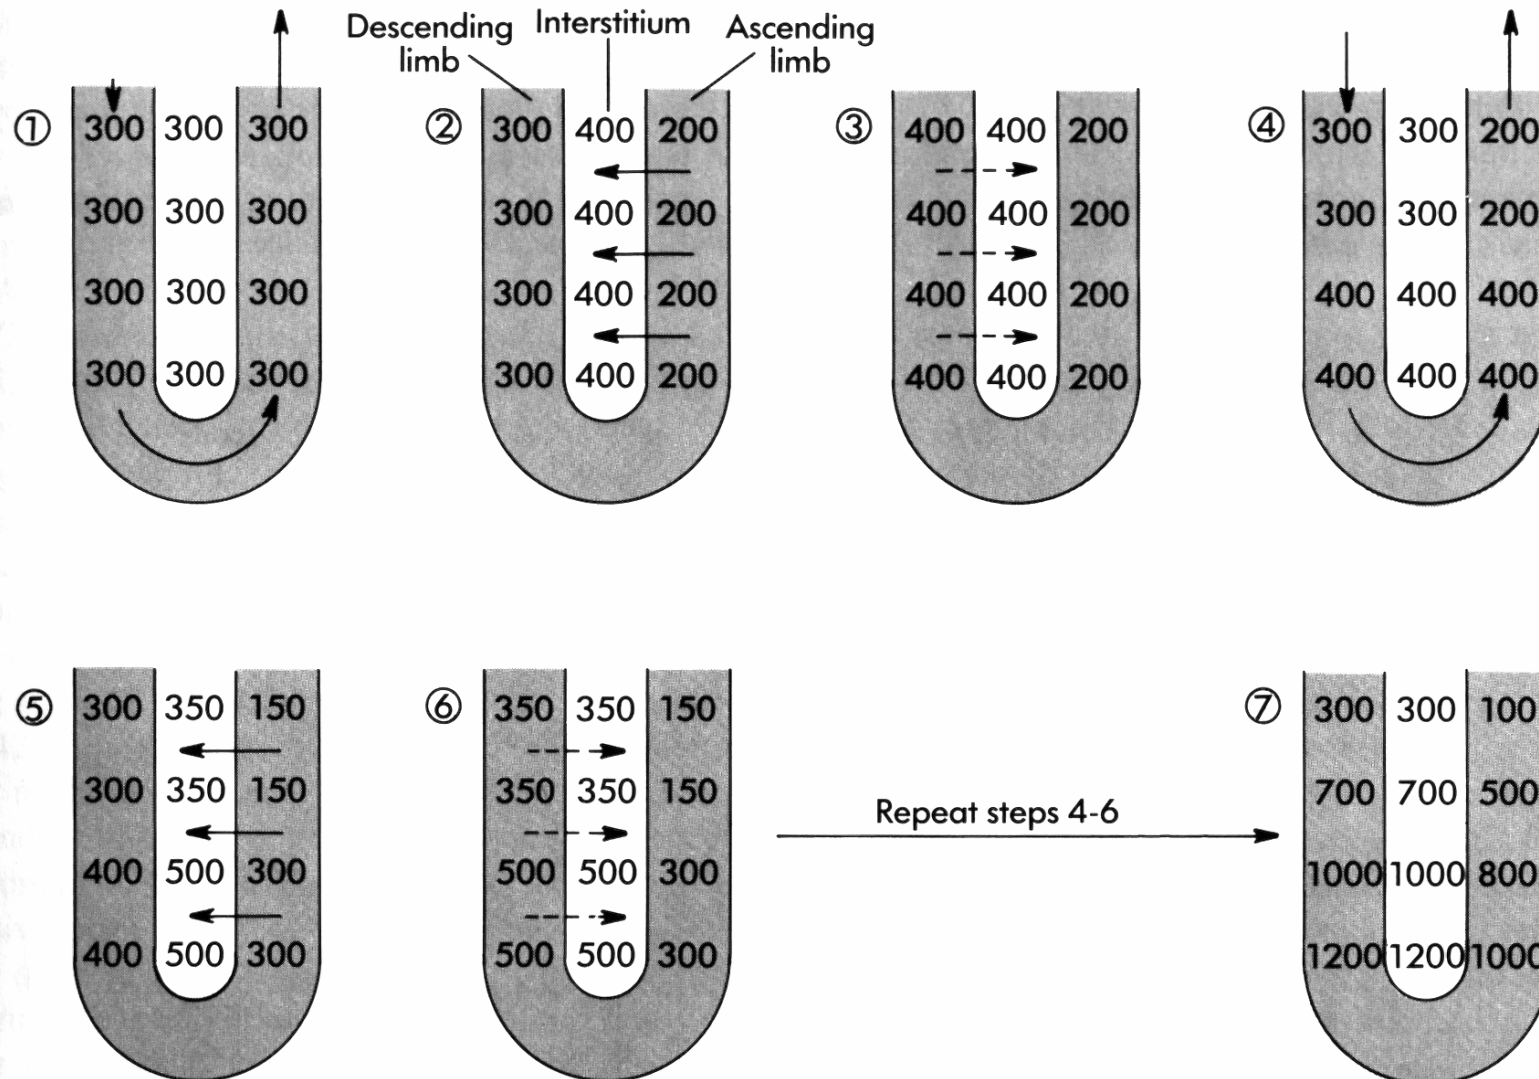 Descending limb
Interstitium
Ascending limb
① 300 300 300
300 300 300
300 300 300
300 300 300
② 300 400 200
300 400 200
300 400 200
300 400 200
③ 400 400 200
400 400 200
400 400 200
400 400 200
④ 300 300 200
300 300 200
400 400 400
400 400 400
⑤ 300 350 150
300 350 150
400 500 300
400 500 300
⑥ 350 350 150
350 350 150
500 500 300
500 500 300
Repeat steps 4-6
⑦ 300 300 100
700 700 500
1000 1000 800
1200 1200 1000